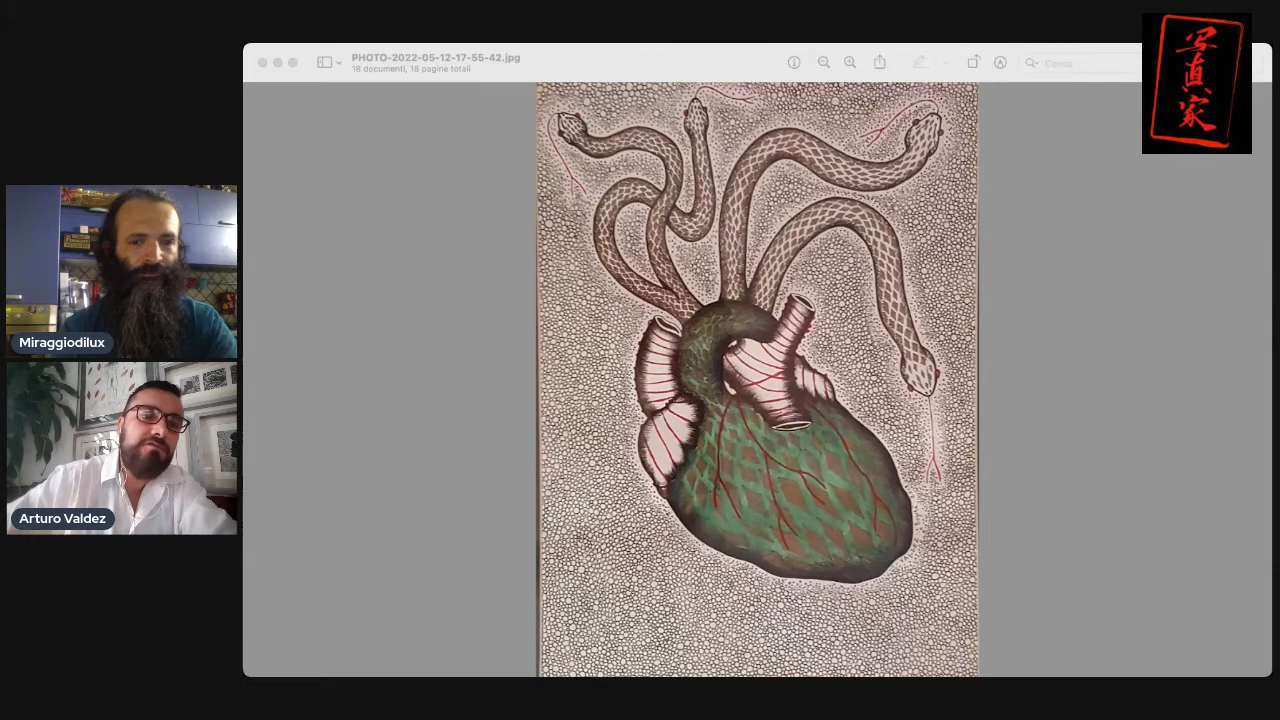 PHOTO-2022-05-12-17-55-42.jpg
18 documenti, 18 pagine totali
Cerca
写真家
Miraggiodilux
Arturo Valdez